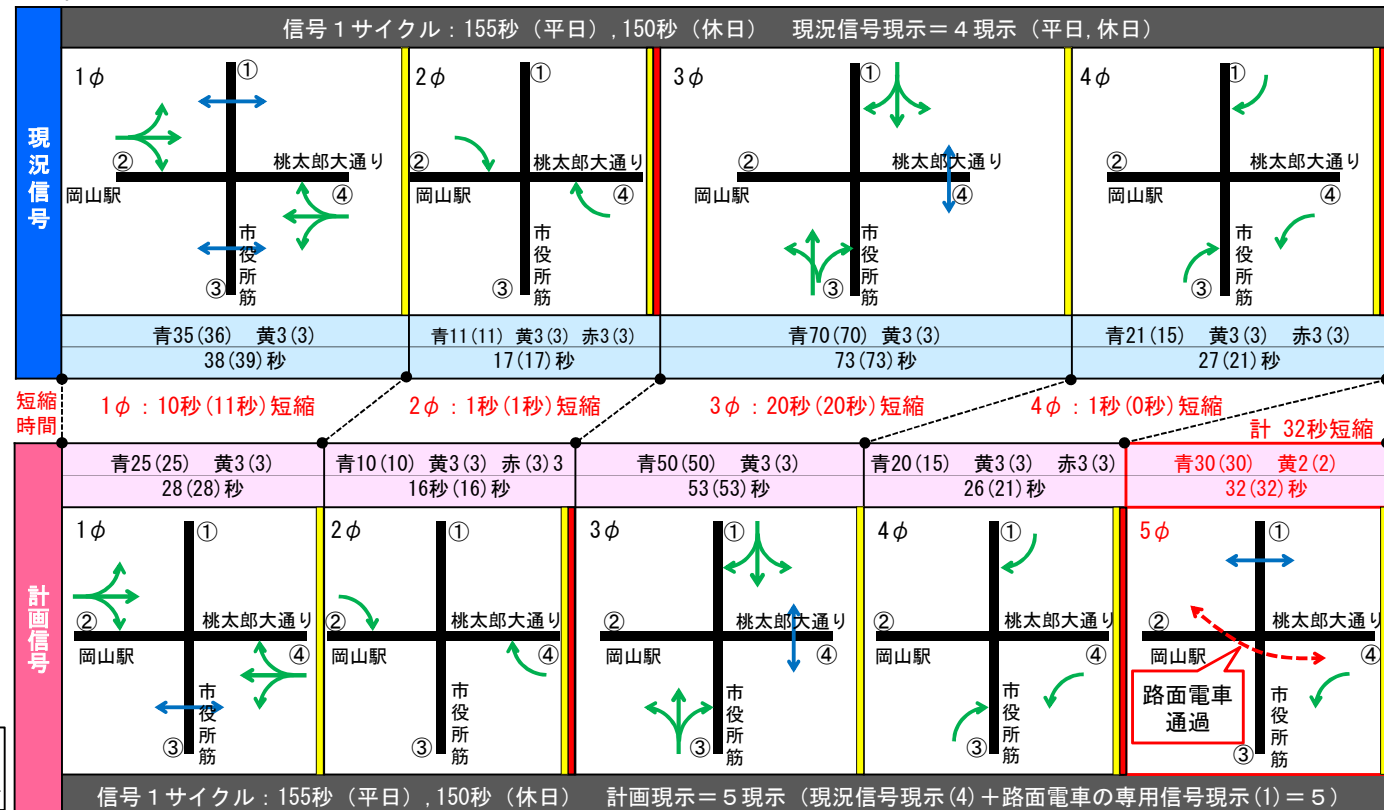 信号１サイクル：155秒（平日）,150秒（休日）　現況信号現示＝４現示（平日,休日）
現況信号
1φ
①
②
桃太郎大通り
岡山駅
④
市役所筋
③
2φ
①
②
桃太郎大通り
岡山駅
④
市役所筋
③
3φ
①
②
桃太郎大通り
岡山駅
④
市役所筋
③
4φ
①
②
桃太郎大通り
岡山駅
④
市役所筋
③
青35(36)　黄3(3)
38(39)秒
青11(11) 黄3(3)　赤3(3)
17(17)秒
青70(70) 黄3(3)
73(73)秒
青21(15)　黄3(3)　赤3(3)
27(21)秒
短縮時間
1φ：10秒(11秒)短縮
2φ：1秒(1秒)短縮
3φ：20秒(20秒)短縮
4φ：1秒(0秒)短縮
計 32秒短縮
青25(25)　黄3(3)
28(28)秒
青10(10) 黄3(3) 赤(3)3
16秒(16)秒
青50(50)　黄3(3)
53(53)秒
青20(15)　黄3(3)　赤3(3)
26(21)秒
青30(30)　黄2(2)
32(32)秒
計画信号
1φ
①
②
桃太郎大通り
岡山駅
④
市役所筋
③
2φ
①
②
桃太郎大通り
岡山駅
④
市役所筋
③
3φ
①
②
桃太郎大通り
岡山駅
④
市役所筋
③
4φ
①
②
桃太郎大通り
岡山駅
④
市役所筋
③
5φ
①
②
桃太郎大通り
岡山駅
④
路面電車
通過
市役所筋
③
信号１サイクル：155秒（平日）,150秒（休日）　計画現示＝５現示（現況信号現示(4)＋路面電車の専用信号現示(1)＝５）